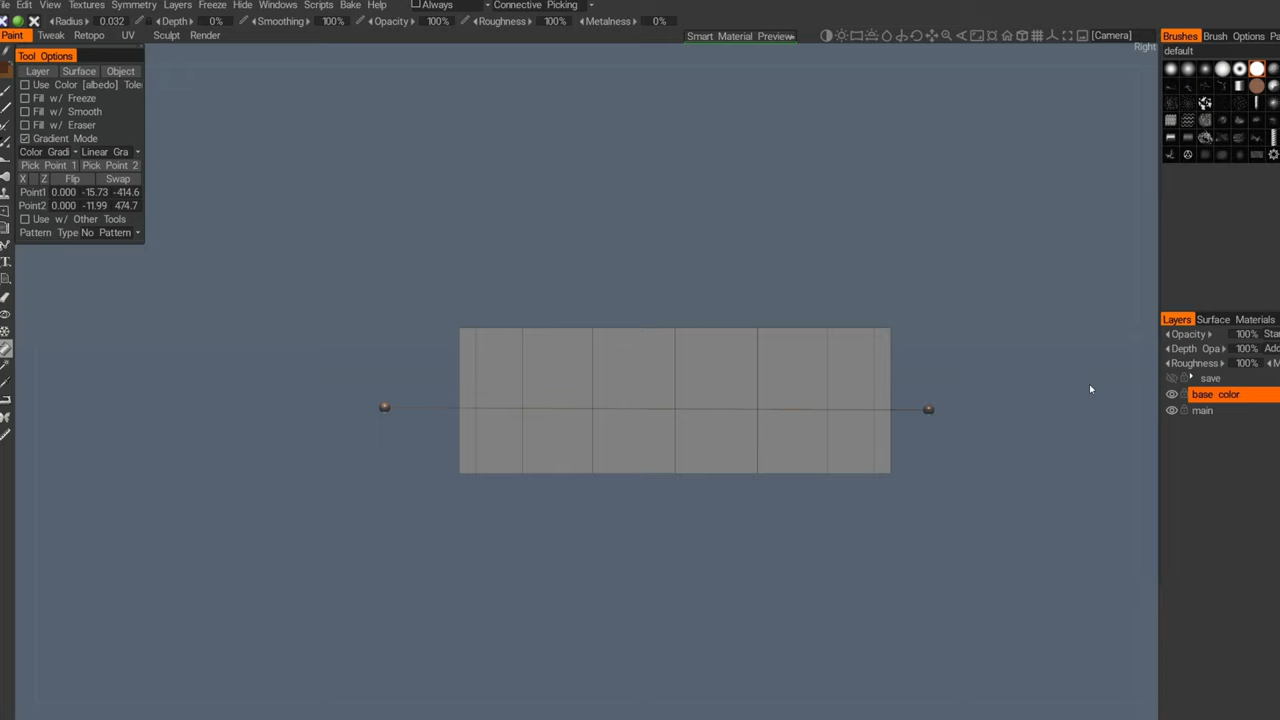 File Edit View Textures Symmetry Layers Freeze Hide Windows Scripts Bake Help Always Connective Picking
Radius 0.032 Depth 0% Smoothing 100% Opacity 100% Roughness 100% Metalness 0%
Paint Tweak Retopo UV Sculpt Render Smart Material Preview [Camera] Brushes Brush Options Pa
Right
default
Tool Options
Layer Surface Object
Use Color [albedo] Tole
Fill w/ Freeze
Fill w/ Smooth
Fill w/ Eraser
Gradient Mode
Color Gradi Linear Gra
Pick Point 1 Pick Point 2
X Z Flip Swap
Point1 0.000 -15.73 -414.6
Point2 0.000 -11.99 474.7
Use w/ Other Tools
Pattern Type No Pattern
Layers Surface Materials
Opacity 100% Star
Depth Opa 100% Add
Roughness 100% M
save
base color
main